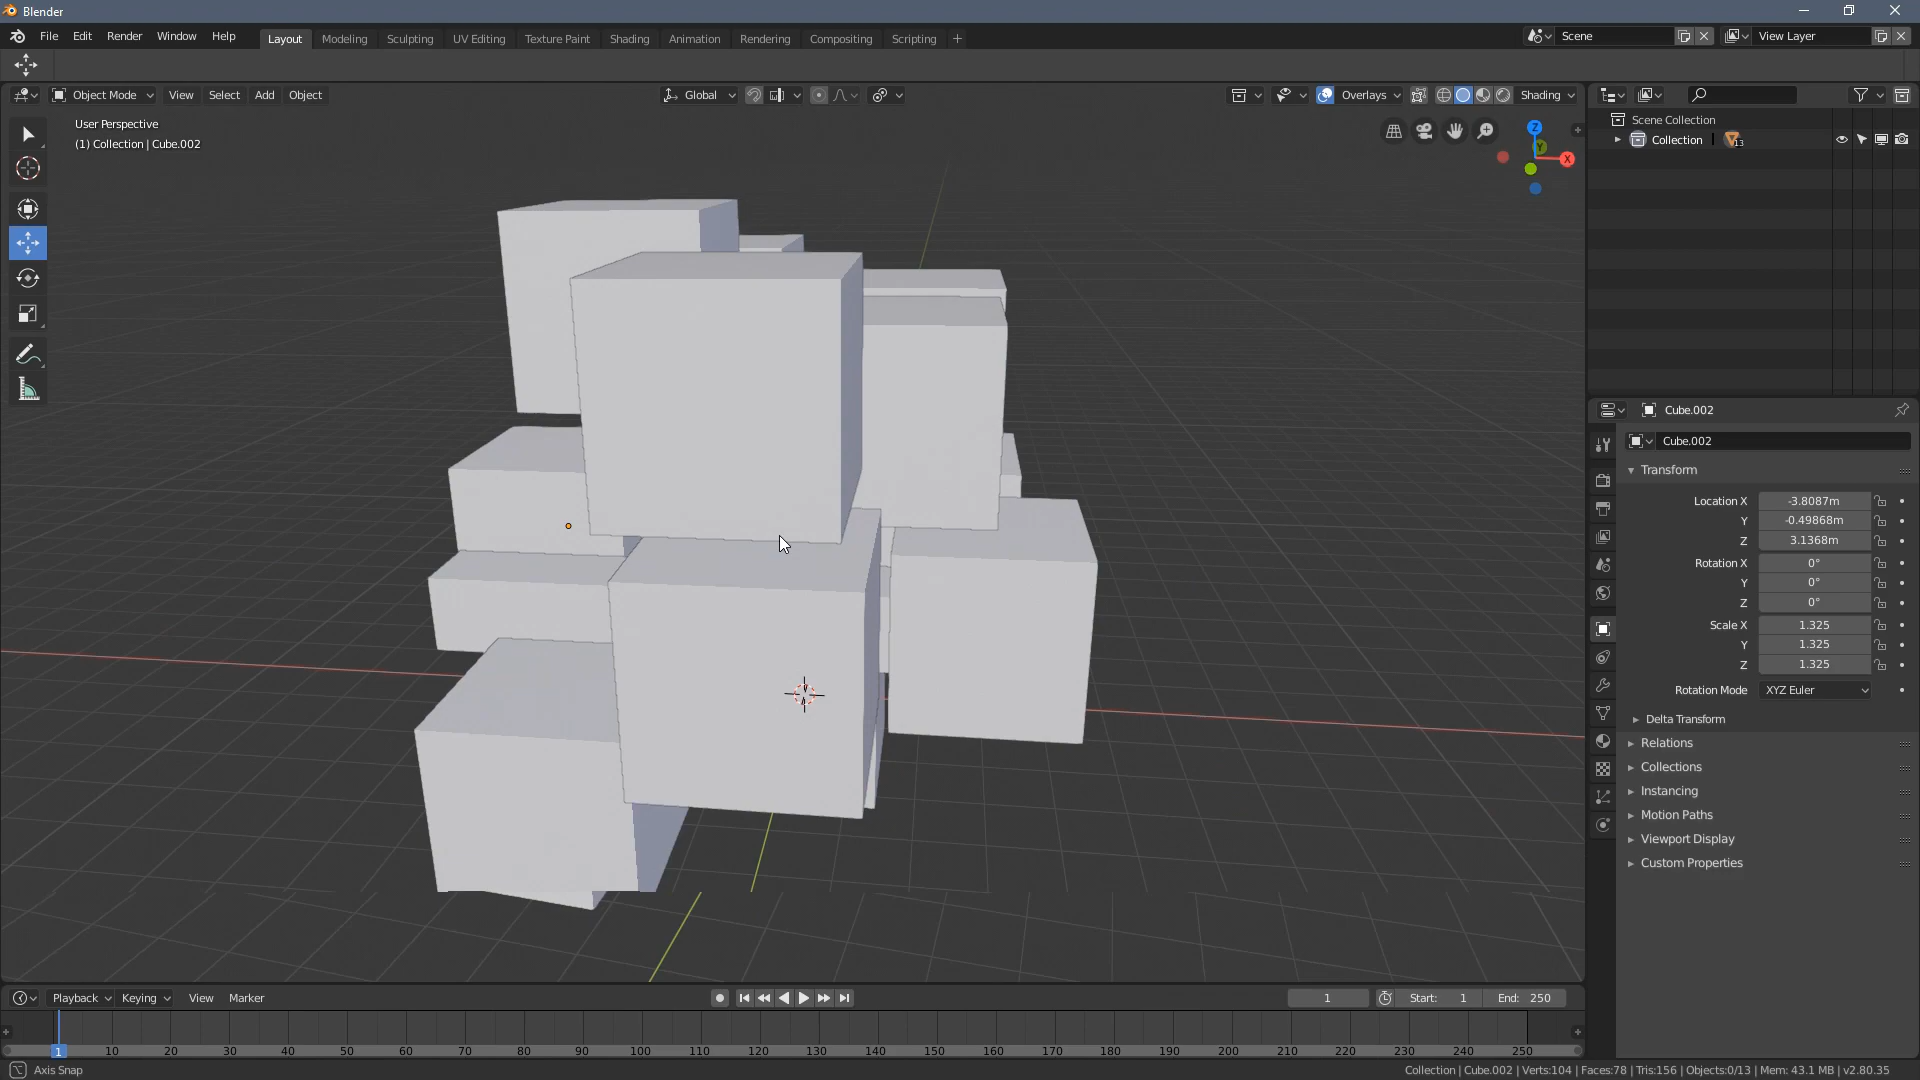 Blender
File Edit Render Window Help Layout Modeling Sculpting UV Editing Texture Paint Shading Animation Rendering Compositing Scripting + Scene View Layer
Object Mode View Select Add Object Global Overlays Shading
User Perspective
(1) Collection | Cube.002
Z
Y
X
Scene Collection
Collection 13
Cube.002
Cube.002
Transform
Location X -3.8087m
Y -0.49868m
Z 3.1368m
Rotation X 0°
Y 0°
Z 0°
Scale X 1.325
Y 1.325
Z 1.325
Rotation Mode XYZ Euler
Delta Transform
Relations
Collections
Instancing
Motion Paths
Viewport Display
Custom Properties
Playback Keying View Marker 1 Start: 1 End: 250
1 10 20 30 40 50 60 70 80 90 100 110 120 130 140 150 160 170 180 190 200 210 220 230 240 250
Axis Snap Collection | Cube.002 | Verts:104 | Faces:78 | Tris:156 | Objects:0/13 | Mem: 43.1 MB | v2.80.35